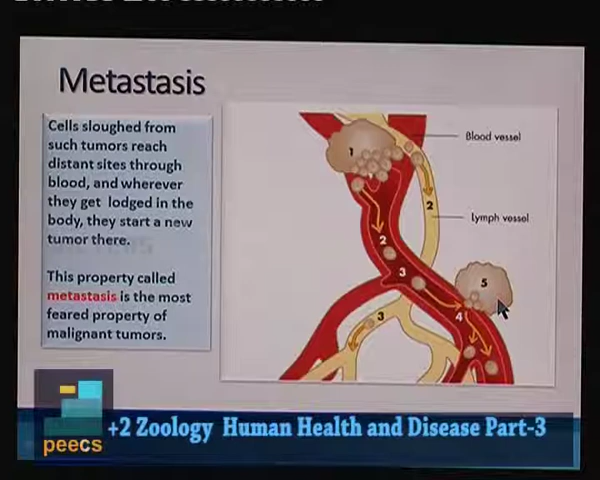 Metastasis
Cells sloughed from
such tumors reach
distant sites through
blood, and wherever
they get lodged in the
body, they start a new
tumor there.
This property called
metastasis is the most
feared property of
malignant tumors.
1
Blood vessel
2
Lymph vessel
2
3
5
4
3
peecs
+2 Zoology Human Health and Disease Part-3